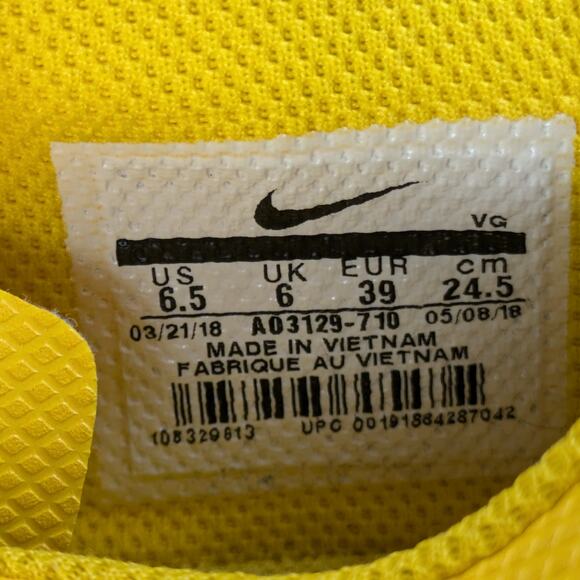 VG
US UK EUR cm
6.5 6 39 24.5
03/21/18 AO3129-710 05/08/18
MADE IN VIETNAM
FABRIQUE AU VIETNAM
108329813 UPC 00191884287042